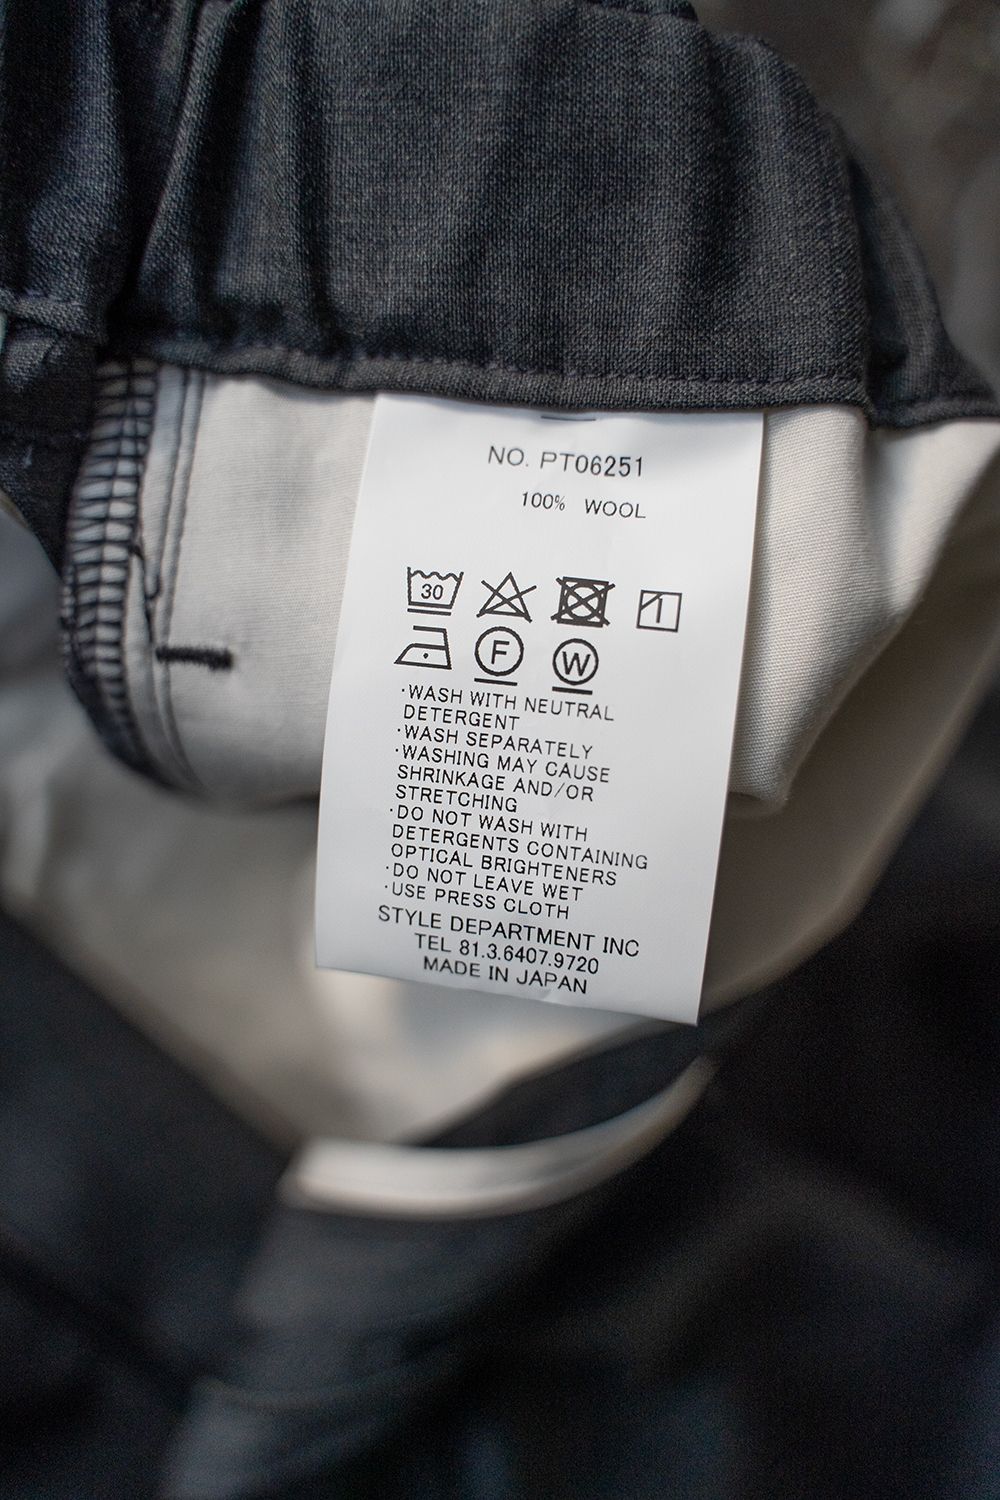 NO. PT06251
100% WOOL
30
F W
·WASH WITH NEUTRAL
DETERGENT
·WASH SEPARATELY
·WASHING MAY CAUSE
SHRINKAGE AND/OR
STRETCHING
·DO NOT WASH WITH
DETERGENTS CONTAINING
OPTICAL BRIGHTENERS
·DO NOT LEAVE WET
·USE PRESS CLOTH
STYLE DEPARTMENT INC
TEL 81.3.6407.9720
MADE IN JAPAN